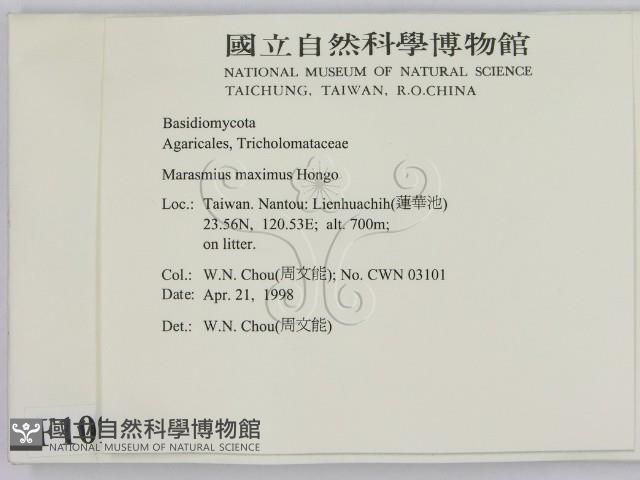 國立自然科學博物館
NATIONAL MUSEUM OF NATURAL SCIENCE
TAICHUNG, TAIWAN, R.O.CHINA
Basidiomycota
Agaricales, Tricholomataceae
Marasmius maximus Hongo
Loc.: Taiwan. Nantou: Lienhuachih(蓮華池)
23.56N, 120.53E; alt. 700m;
on litter.
Col.: W.N. Chou(周文能); No. CWN 03101
Date: Apr. 21, 1998
Det.: W.N. Chou(周文能)
國立自然科學博物館
NATIONAL MUSEUM OF NATURAL SCIENCE